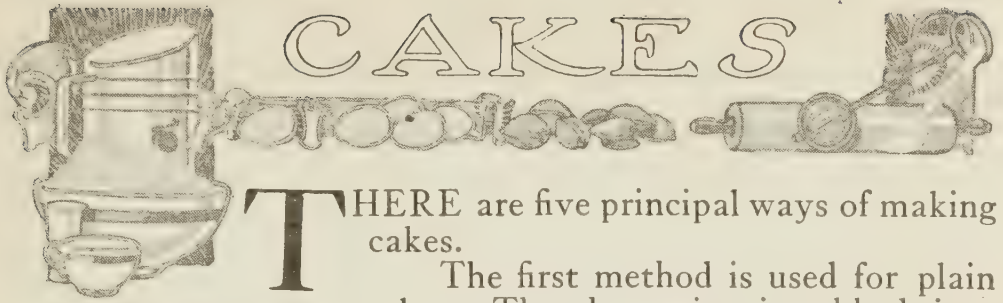 CAKES
THERE are five principal ways of making
cakes.
The first method is used for plain